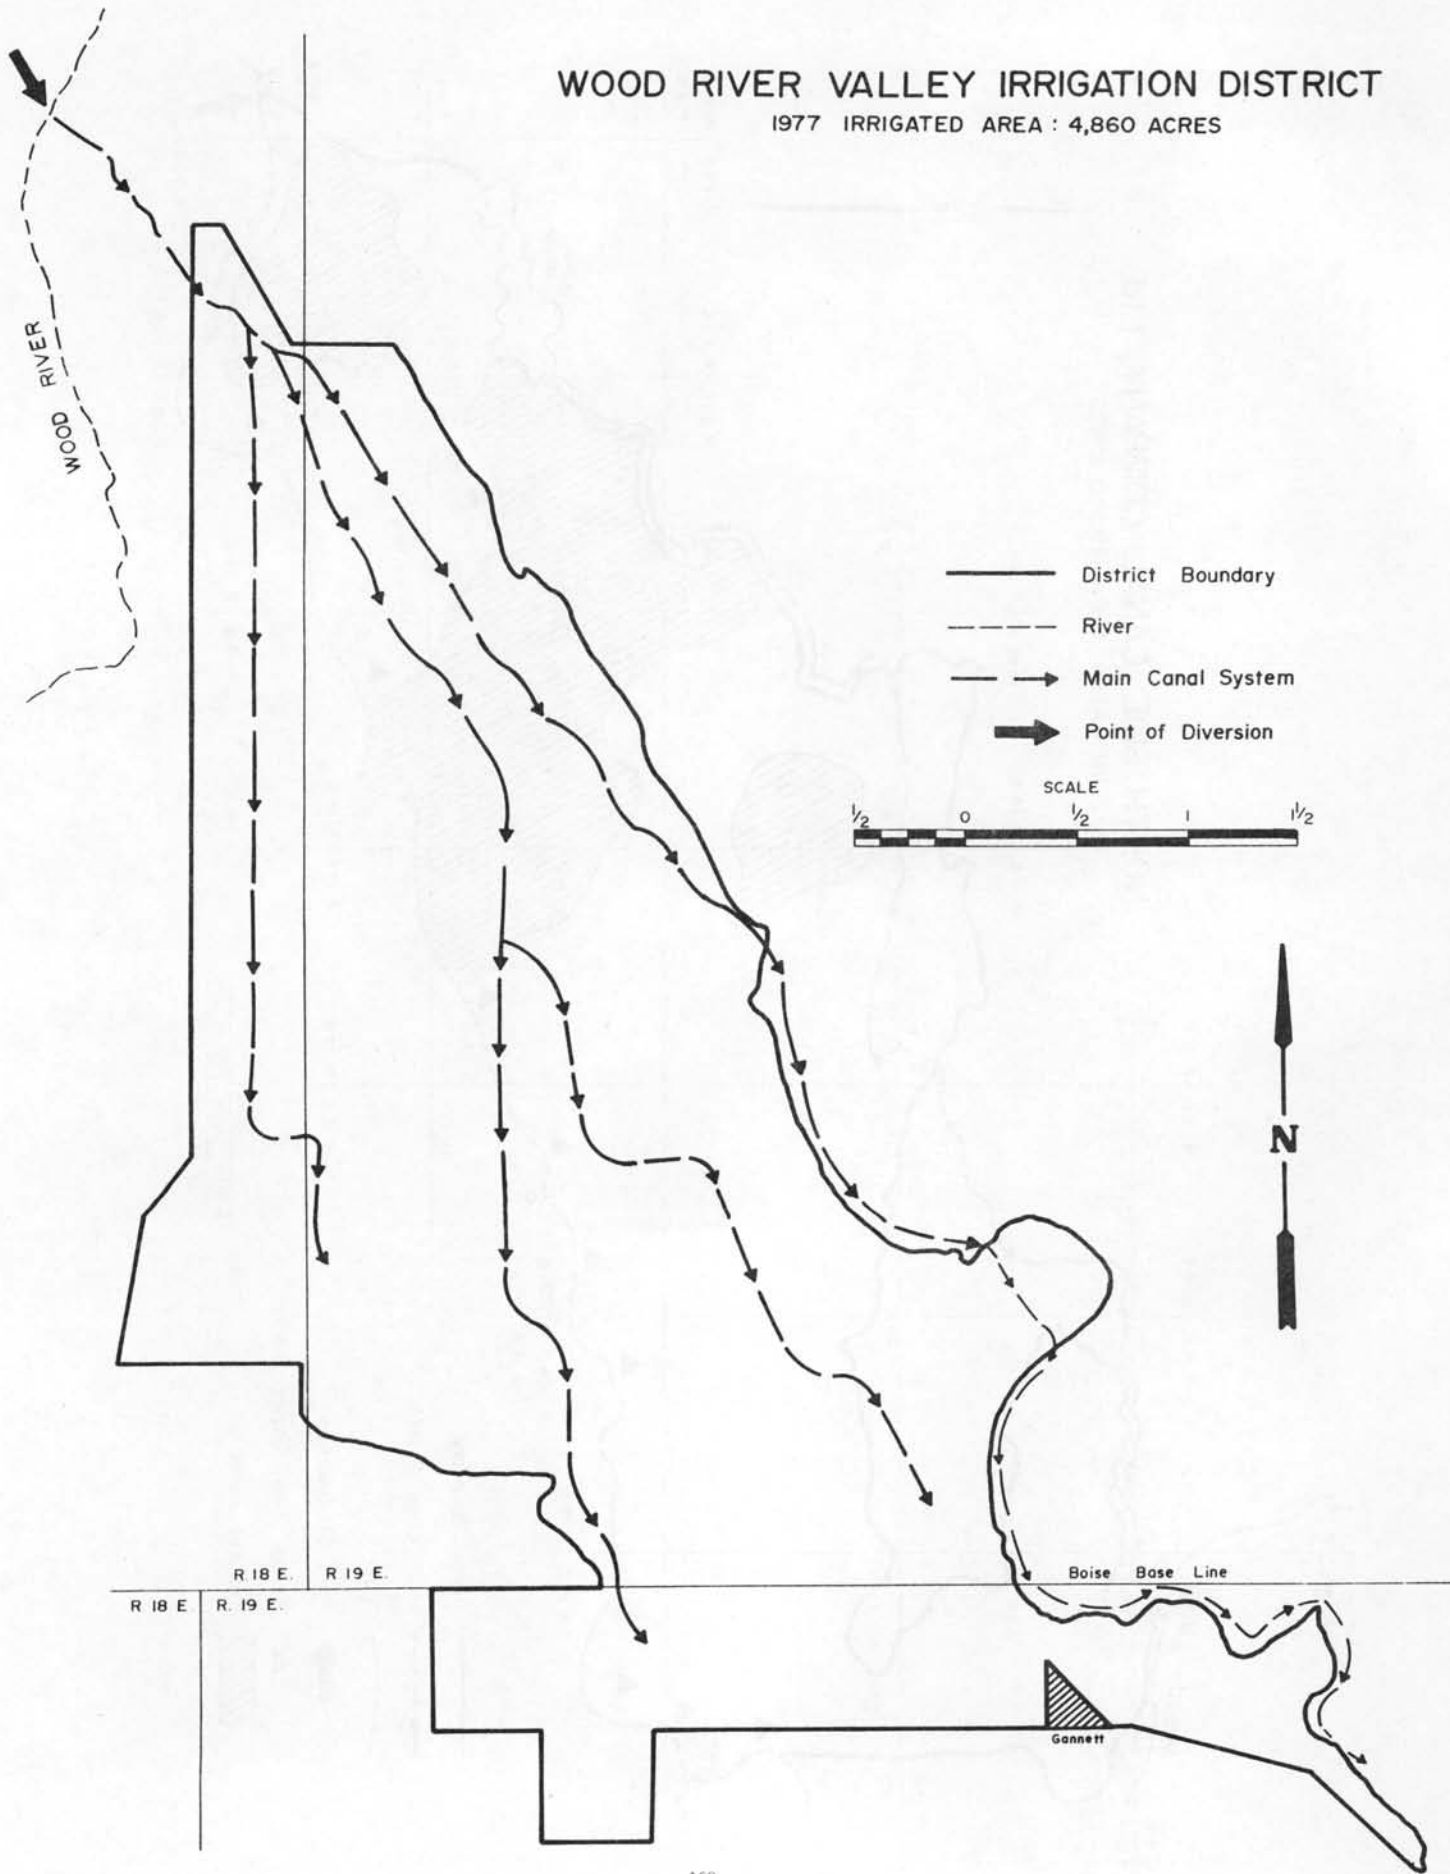 WOOD RIVER VALLEY IRRIGATION DISTRICT
1977 IRRIGATED AREA : 4,860 ACRES
WOOD RIVER
District Boundary
River
Main Canal System
Point of Diversion
SCALE
1/2 0 1/2 1 1 1/2
N
R. 18 E. R 19 E.
Boise Base Line
R 18 E. R. 19 E.
Gannett